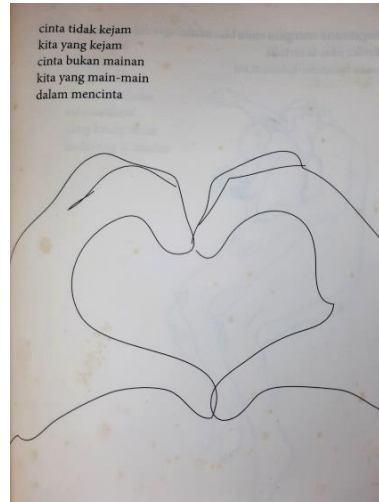 cinta tidak kejam
kita yang kejam
cinta bukan mainan
kita yang main-main
dalam mencinta